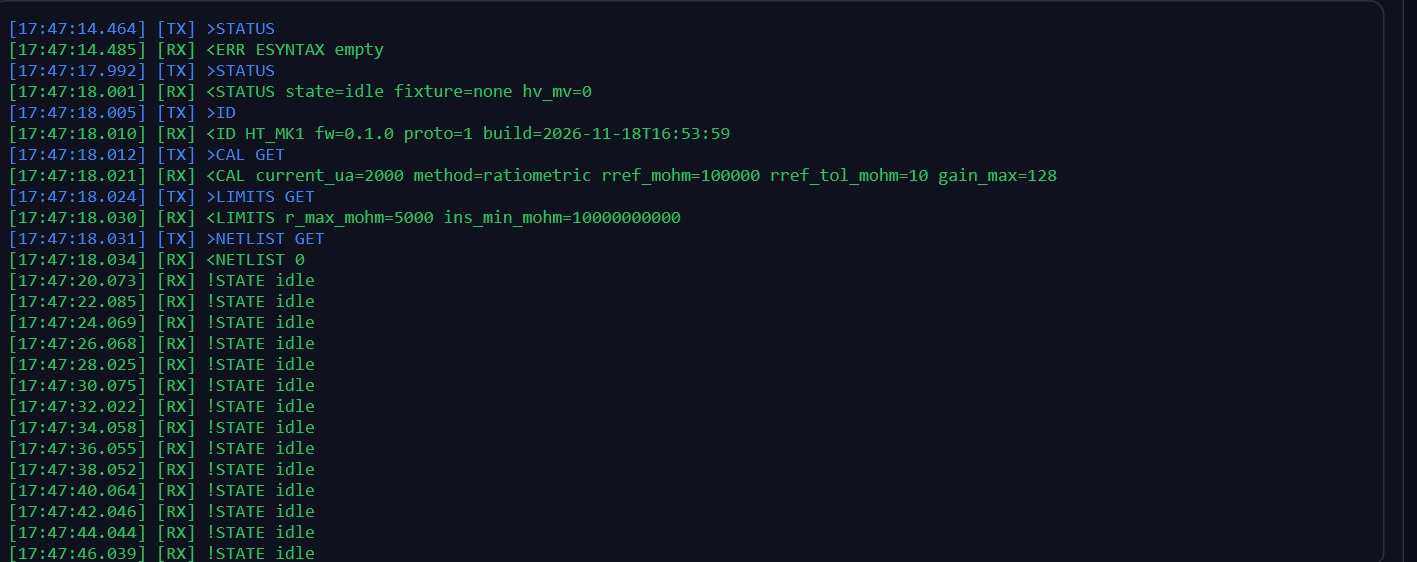 [17:47:14.464] [TX] >STATUS
[17:47:14.485] [RX] <ERR ESYNTAX empty
[17:47:17.992] [TX] >STATUS
[17:47:18.001] [RX] <STATUS state=idle fixture=none hv_mv=0
[17:47:18.005] [TX] >ID
[17:47:18.010] [RX] <ID HT_MK1 fw=0.1.0 proto=1 build=2026-11-18T16:53:59
[17:47:18.012] [TX] >CAL GET
[17:47:18.021] [RX] <CAL current_ua=2000 method=ratiometric rref_mohm=100000 rref_tol_mohm=10 gain_max=128
[17:47:18.024] [TX] >LIMITS GET
[17:47:18.030] [RX] <LIMITS r_max_mohm=5000 ins_min_mohm=10000000000
[17:47:18.031] [TX] >NETLIST GET
[17:47:18.034] [RX] <NETLIST 0
[17:47:20.073] [RX] !STATE idle
[17:47:22.085] [RX] !STATE idle
[17:47:24.069] [RX] !STATE idle
[17:47:26.068] [RX] !STATE idle
[17:47:28.025] [RX] !STATE idle
[17:47:30.075] [RX] !STATE idle
[17:47:32.022] [RX] !STATE idle
[17:47:34.058] [RX] !STATE idle
[17:47:36.055] [RX] !STATE idle
[17:47:38.052] [RX] !STATE idle
[17:47:40.064] [RX] !STATE idle
[17:47:42.046] [RX] !STATE idle
[17:47:44.044] [RX] !STATE idle
[17:47:46.039] [RX] !STATE idle